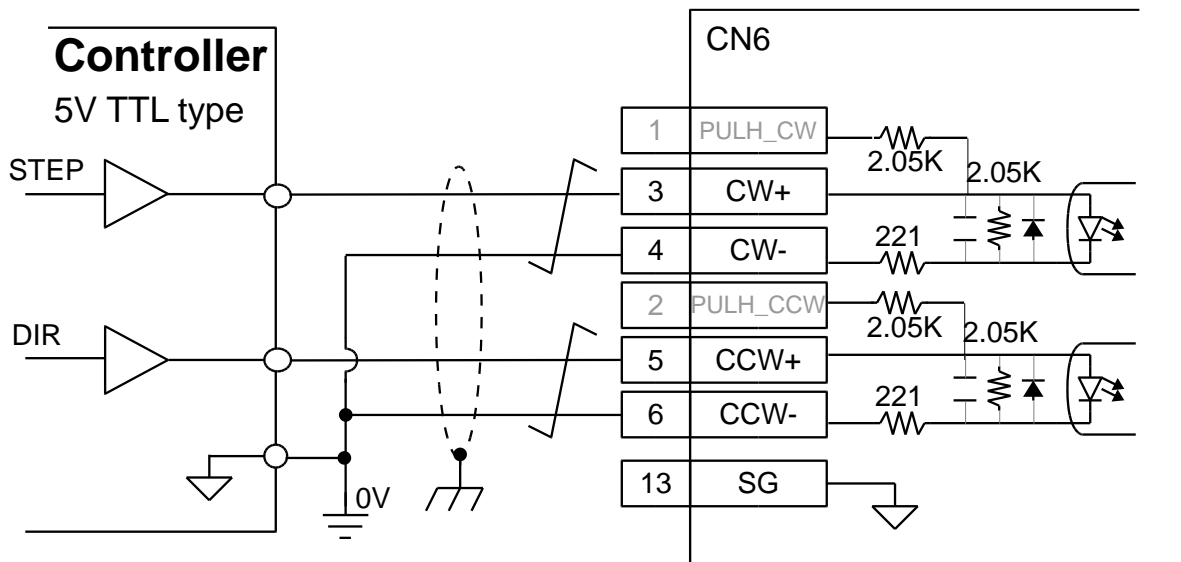 Controller
5V TTL type
STEP
DIR
0V
CN6
1 PULH_CW
2.05K
2.05K
3 CW+
4 CW-
221
2 PULH_CCW
2.05K
2.05K
5 CCW+
6 CCW-
221
13 SG